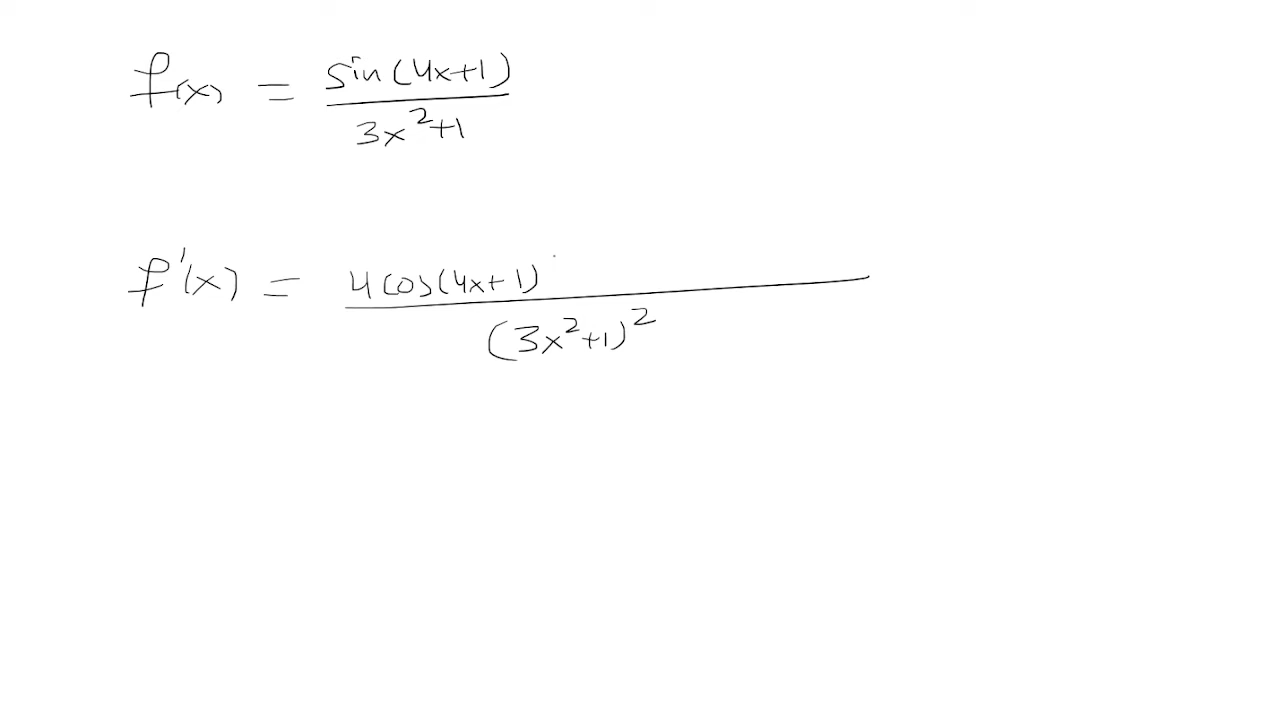 f(x) = sin(4x+1) / 3x²+1
f'(x) = 4cos(4x+1) / (3x²+1)²